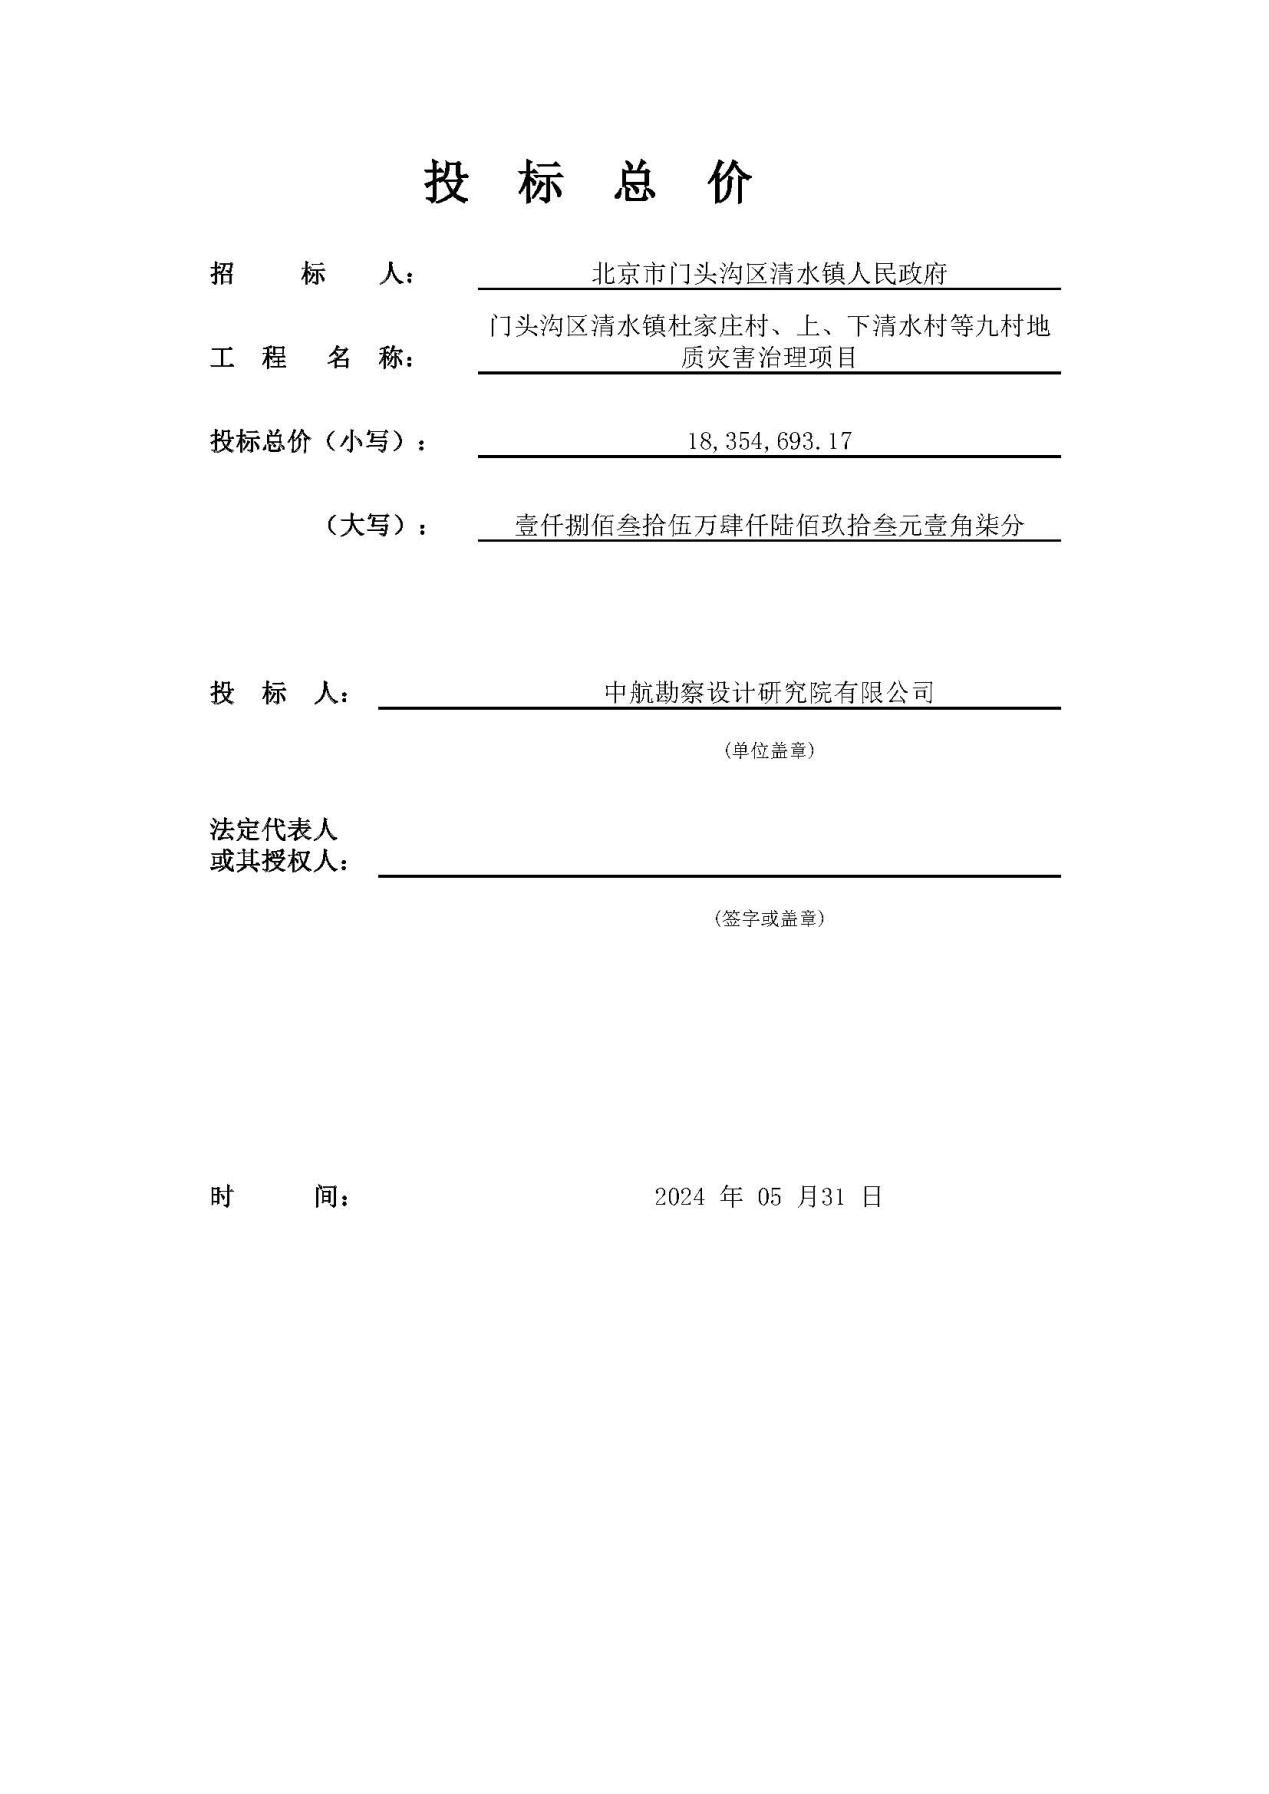 投 标 总 价
招 标 人： 北京市门头沟区清水镇人民政府
门头沟区清水镇杜家庄村、上、下清水村等九村地
工 程 名 称： 质灾害治理项目
投标总价（小写）： 18,354,693.17
（大写）： 壹仟捌佰叁拾伍万肆仟陆佰玖拾叁元壹角柒分
投 标 人： 中航勘察设计研究院有限公司
(单位盖章)
法定代表人
或其授权人：
(签字或盖章)
时 间： 2024 年 05 月31 日